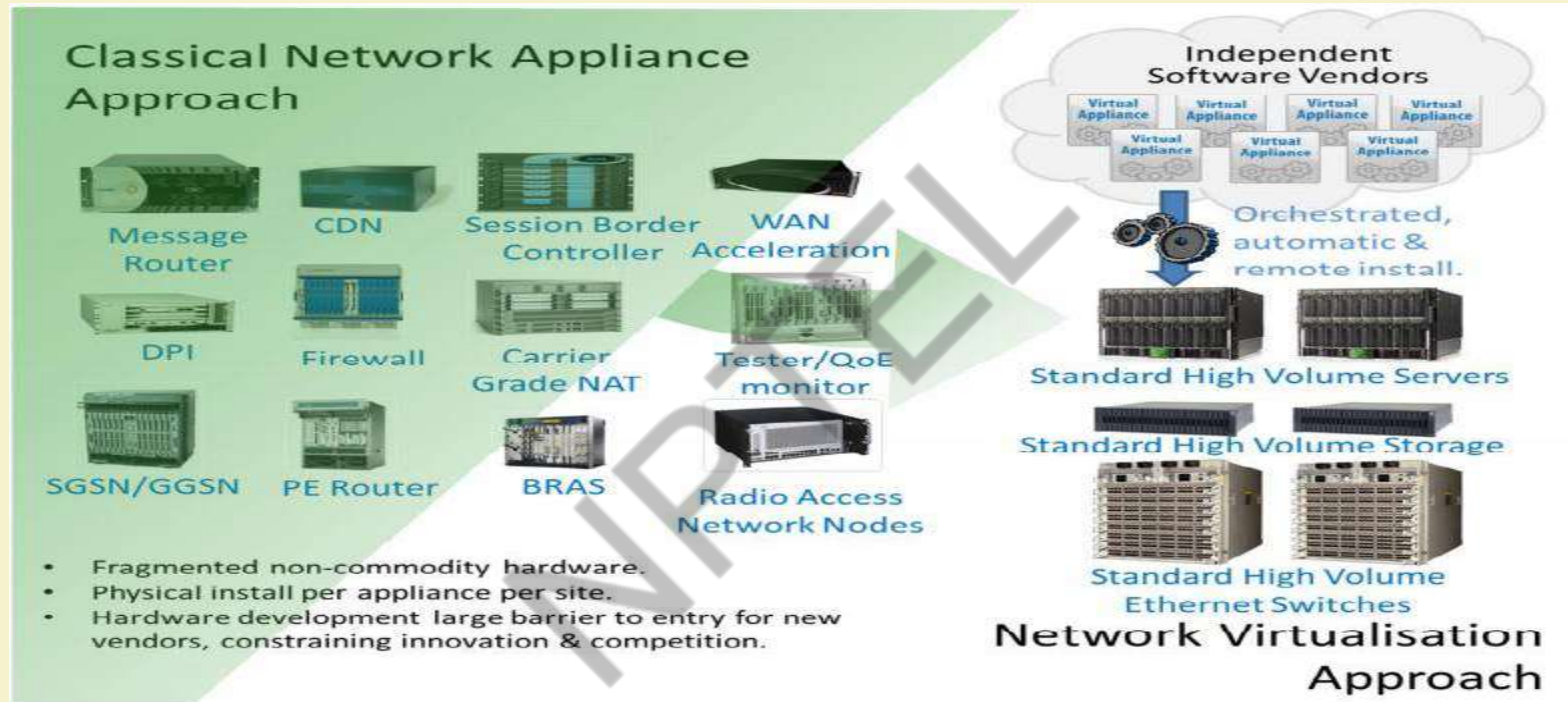 Classical Network Appliance
Approach
Message
Router
CDN
Session Border
Controller
WAN
Acceleration
DPI
Firewall
Carrier
Grade NAT
Tester/QoE
monitor
SGSN/GGSN
PE Router
BRAS
Radio Access
Network Nodes
• Fragmented non-commodity hardware.
• Physical install per appliance per site.
• Hardware development large barrier to entry for new
vendors, constraining innovation & competition.
Independent
Software Vendors
Virtual
Appliance
Virtual
Appliance
Virtual
Appliance
Virtual
Appliance
Virtual
Appliance
Virtual
Appliance
Virtual
Appliance
Orchestrated,
automatic &
remote install.
Standard High Volume Servers
Standard High Volume Storage
Standard High Volume
Ethernet Switches
Network Virtualisation
Approach
NPTEL